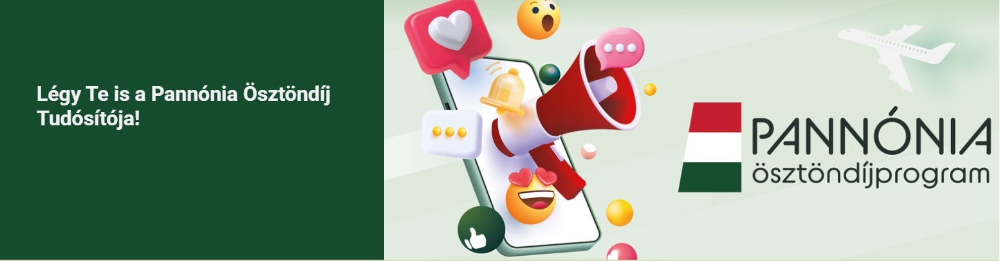 Légy Te is a Pannónia Ösztöndíj
Tudósítója!
PANNÓNIA
ösztöndíjprogram